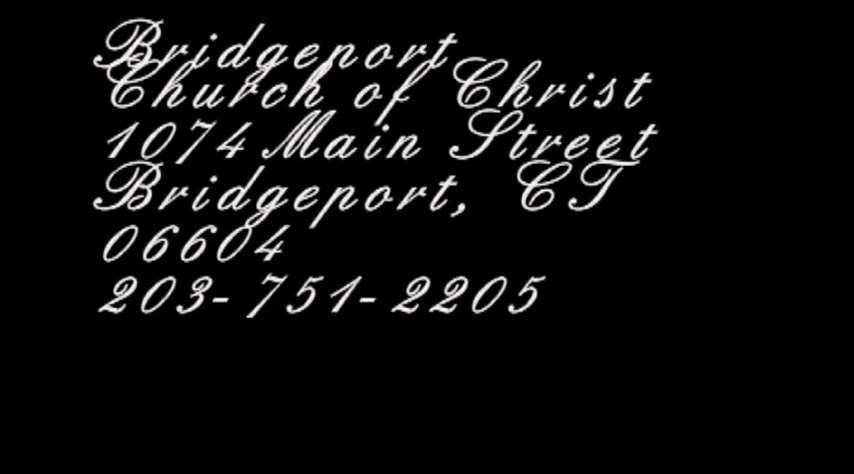 Bridgeport
Church of Christ
1074 Main Street
Bridgeport, CT
06604
203-751-2205